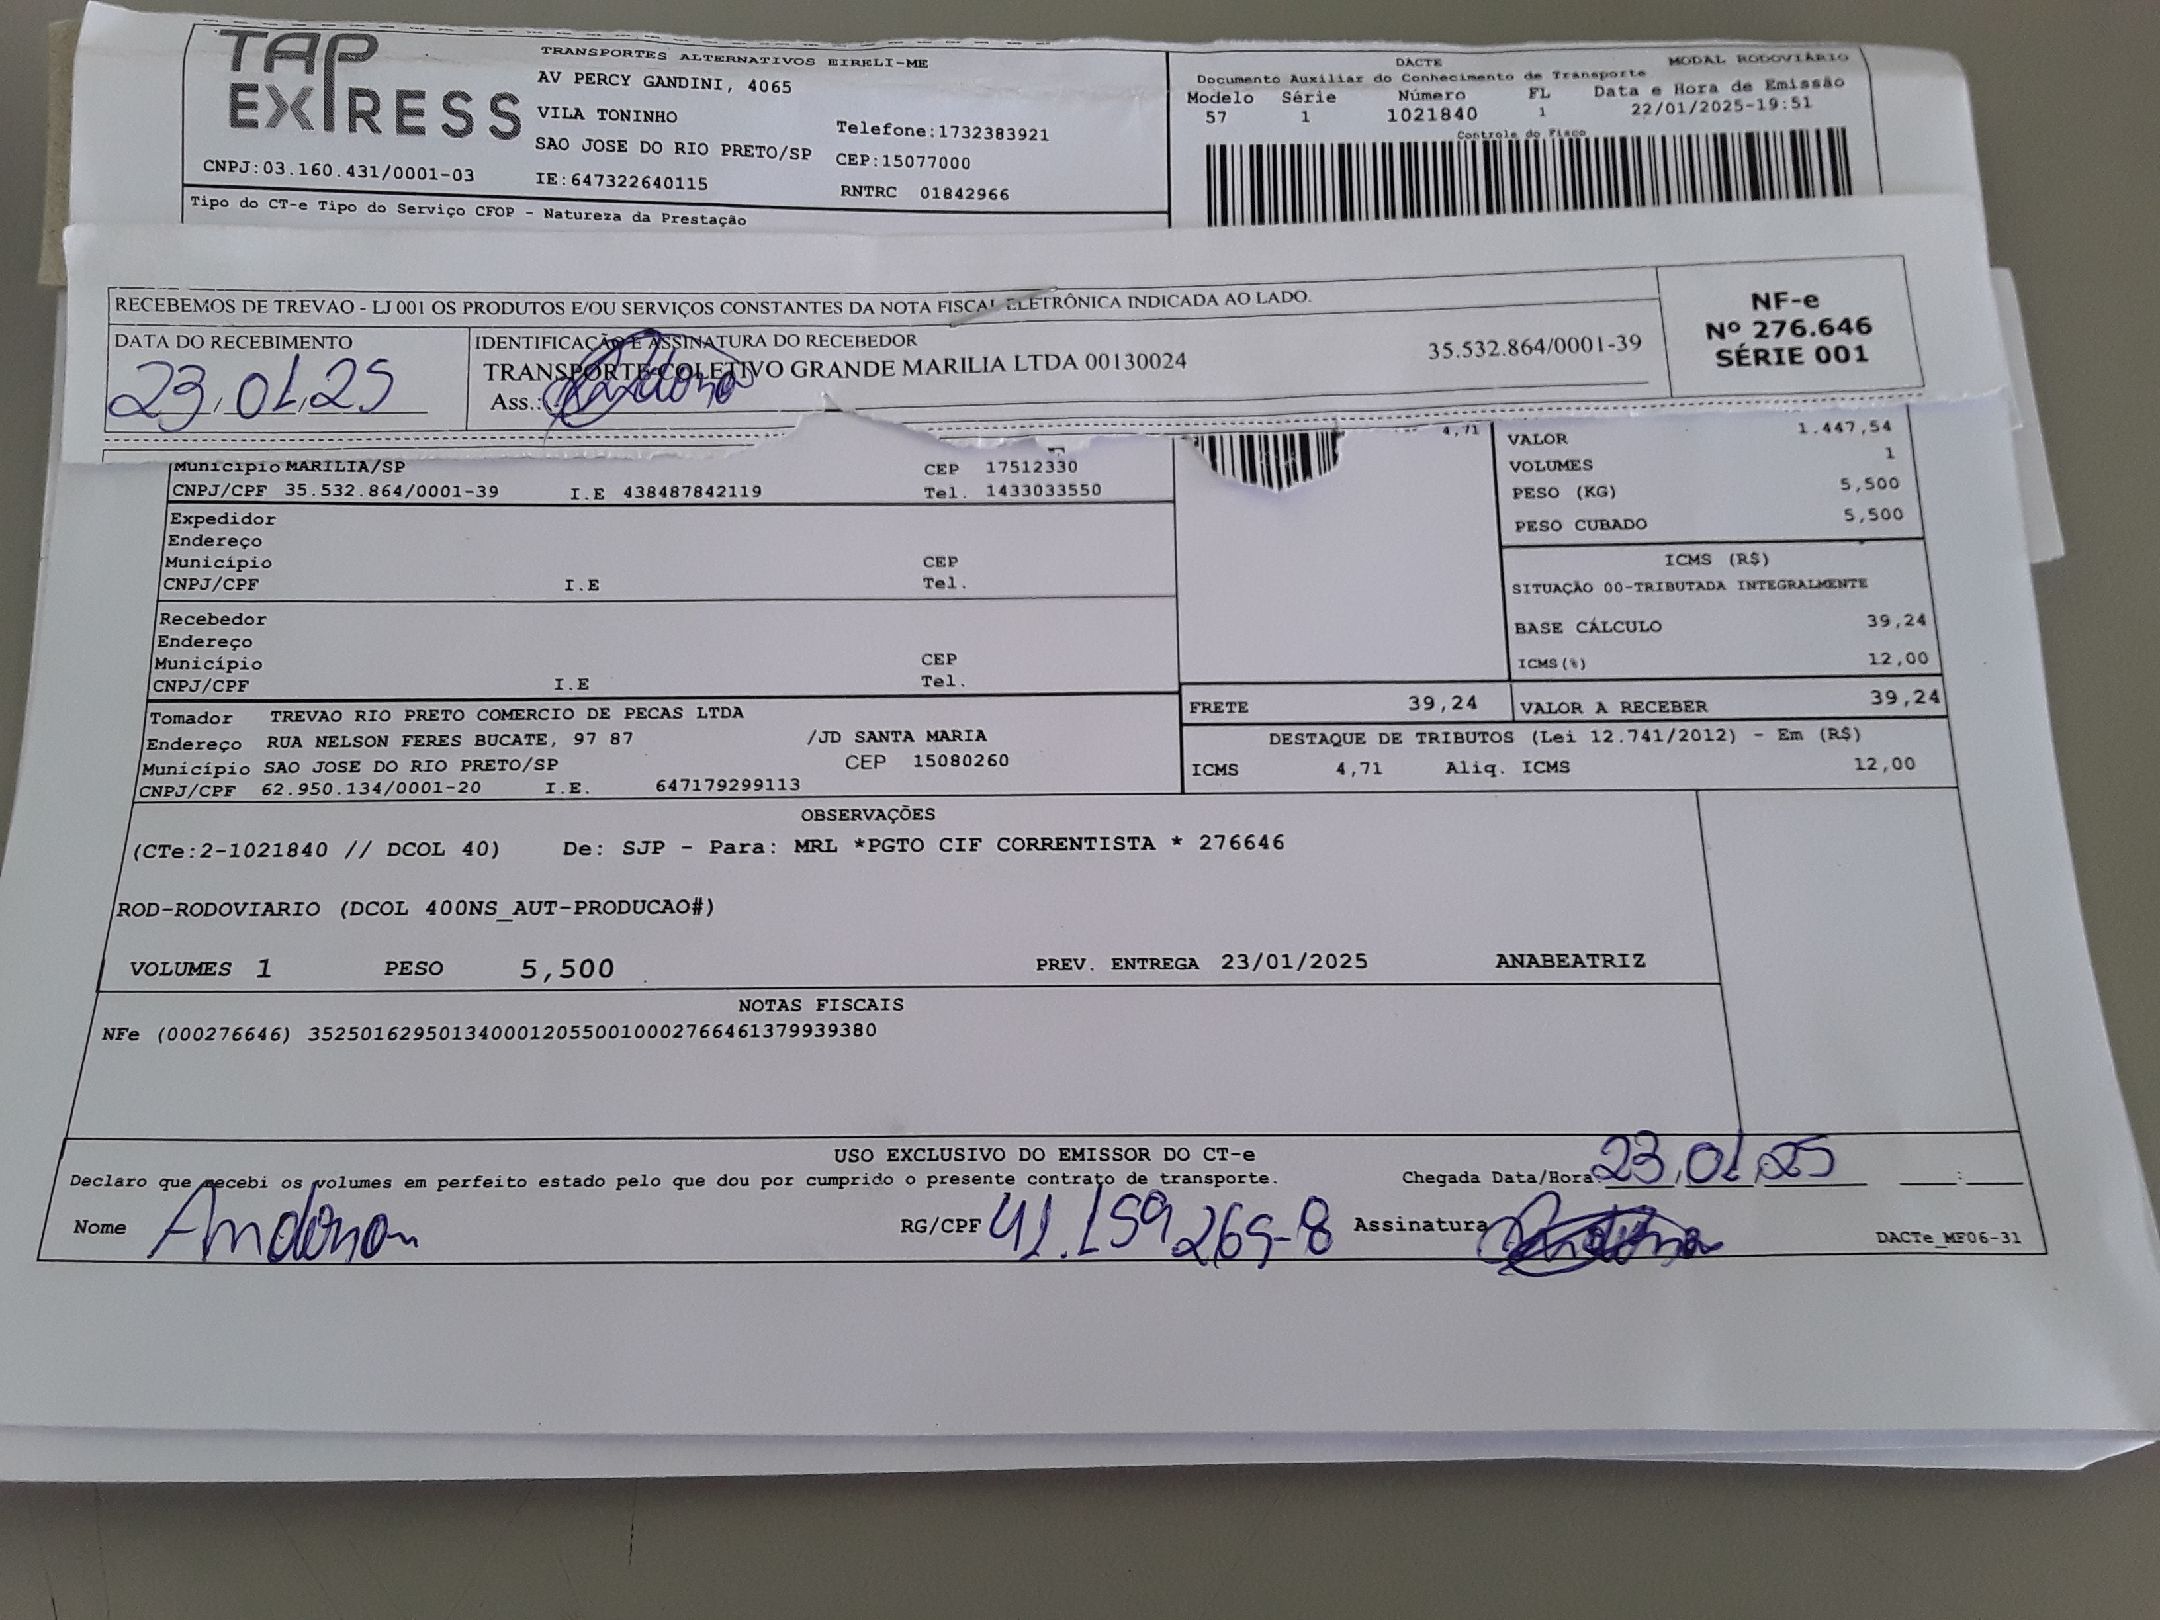 TAP EXPRESS
TRANSPORTES ALTERNATIVOS EIRELI-ME
AV PERCY GANDINI, 4065
VILA TONINHO
Telefone:1732383921
SAO JOSE DO RIO PRETO/SP CEP:15077000
CNPJ:03.160.431/0001-03 IE:647322640115 RNTRC 01842966
Tipo do CT-e Tipo do Serviço CFOP - Natureza da Prestação
DACTE MODAL RODOVIÁRIO
Documento Auxiliar do Conhecimento de Transporte
Modelo Série Número FL Data e Hora de Emissão
57 1 1021840 1 22/01/2025-19:51
Controle do Fisco
RECEBEMOS DE TREVAO - LJ 001 OS PRODUTOS E/OU SERVIÇOS CONSTANTES DA NOTA FISCAL ELETRÔNICA INDICADA AO LADO.
DATA DO RECEBIMENTO
23,01,25
IDENTIFICAÇÃO E ASSINATURA DO RECEBEDOR
TRANSPORTE COLETIVO GRANDE MARILIA LTDA 00130024 35.532.864/0001-39
Ass.:
NF-e
Nº 276.646
SÉRIE 001
Município MARILIA/SP CEP 17512330
CNPJ/CPF 35.532.864/0001-39 I.E 438487842119 Tel. 1433033550
Expedidor
Endereço
Município CEP
CNPJ/CPF I.E Tel.
Recebedor
Endereço
Município CEP
CNPJ/CPF I.E Tel.
Tomador TREVAO RIO PRETO COMERCIO DE PECAS LTDA
Endereço RUA NELSON FERES BUCATE, 97 87 /JD SANTA MARIA
Município SAO JOSE DO RIO PRETO/SP CEP 15080260
CNPJ/CPF 62.950.134/0001-20 I.E. 647179299113
4,71
VALOR 1.447,54
VOLUMES 1
PESO (KG) 5,500
PESO CUBADO 5,500
ICMS (R$)
SITUAÇÃO 00-TRIBUTADA INTEGRALMENTE
BASE CÁLCULO 39,24
ICMS(%) 12,00
FRETE 39,24 VALOR A RECEBER 39,24
DESTAQUE DE TRIBUTOS (Lei 12.741/2012) - Em (R$)
ICMS 4,71 Aliq. ICMS 12,00
OBSERVAÇÕES
(CTe:2-1021840 // DCOL 40) De: SJP - Para: MRL *PGTO CIF CORRENTISTA * 276646
ROD-RODOVIARIO (DCOL 400NS_AUT-PRODUCAO#)
VOLUMES 1 PESO 5,500 PREV. ENTREGA 23/01/2025 ANABEATRIZ
NOTAS FISCAIS
NFe (000276646) 35250162950134000120550010002766461379939380
USO EXCLUSIVO DO EMISSOR DO CT-e
Declaro que recebi os volumes em perfeito estado pelo que dou por cumprido o presente contrato de transporte. Chegada Data/Hora 23,01,25 :
Nome Anderson RG/CPF 41.159265-8 Assinatura
DACTe_MF06-31